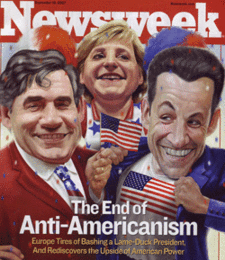 Newsweek
The End of
Anti-Americanism
Europe Tires of Bashing a Lame-Duck President,
And Rediscovers the Upside of American Power